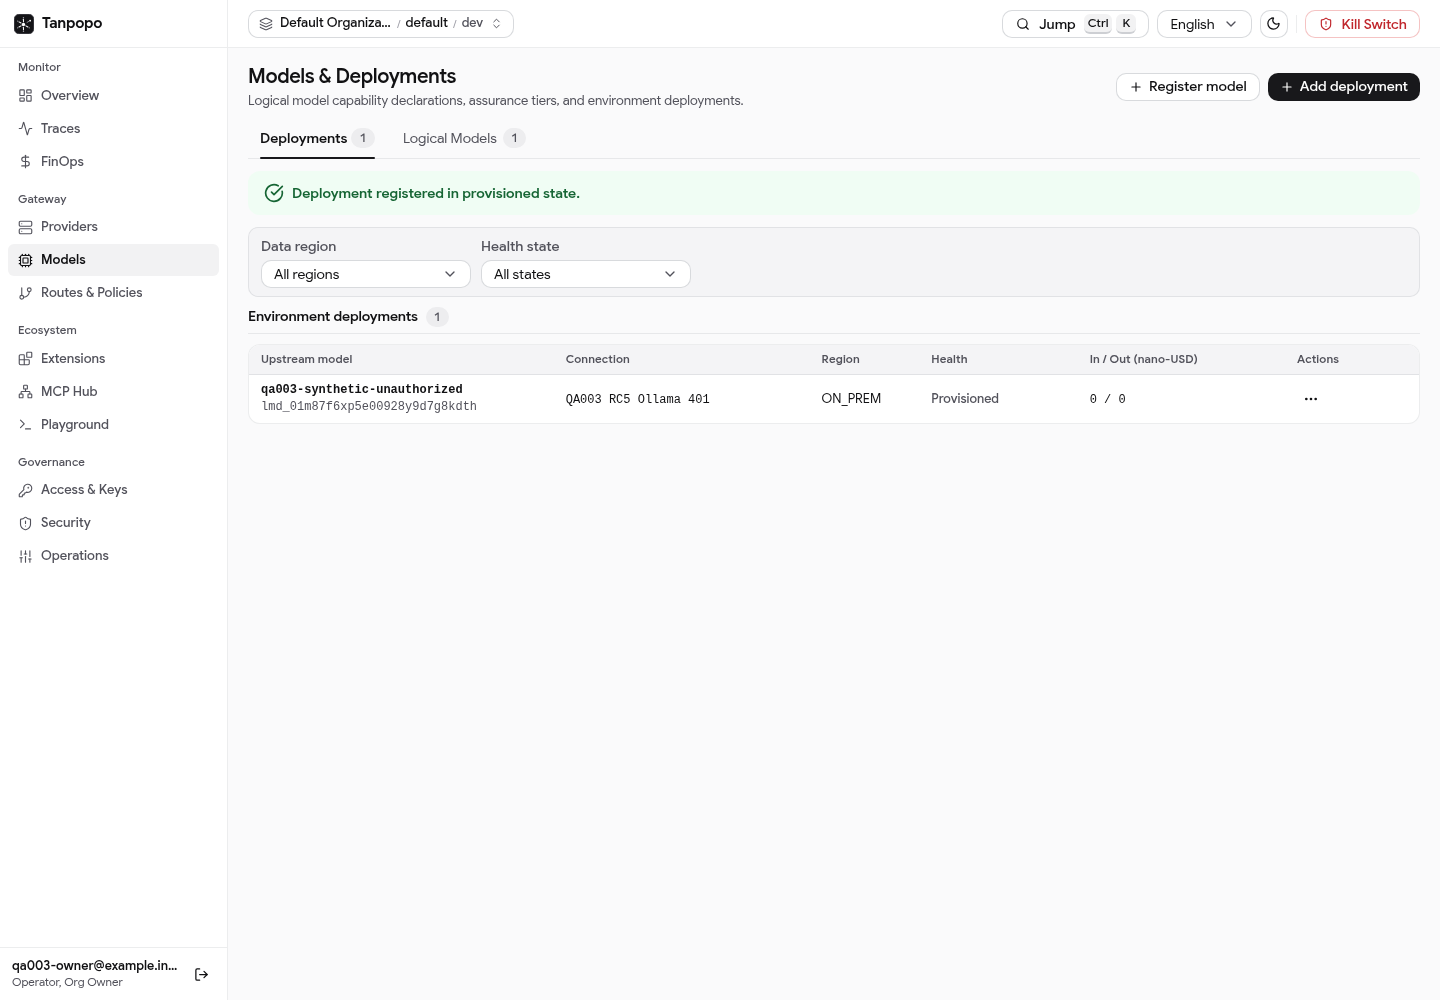 Tanpopo
Default Organiza... / default / dev
Jump Ctrl K
English
Kill Switch
Monitor
Overview
Traces
FinOps
Gateway
Providers
Models
Routes & Policies
Ecosystem
Extensions
MCP Hub
Playground
Governance
Access & Keys
Security
Operations
qa003-owner@example.in...
Operator, Org Owner
Models & Deployments
Logical model capability declarations, assurance tiers, and environment deployments.
Register model
Add deployment
Deployments 1
Logical Models 1
Deployment registered in provisioned state.
Data region
All regions
Health state
All states
Environment deployments 1
Upstream model Connection Region Health In / Out (nano-USD) Actions
qa003-synthetic-unauthorized
lmd_01m87f6xp5e00928y9d7g8kdth
QA003 RC5 Ollama 401 ON_PREM Provisioned 0 / 0